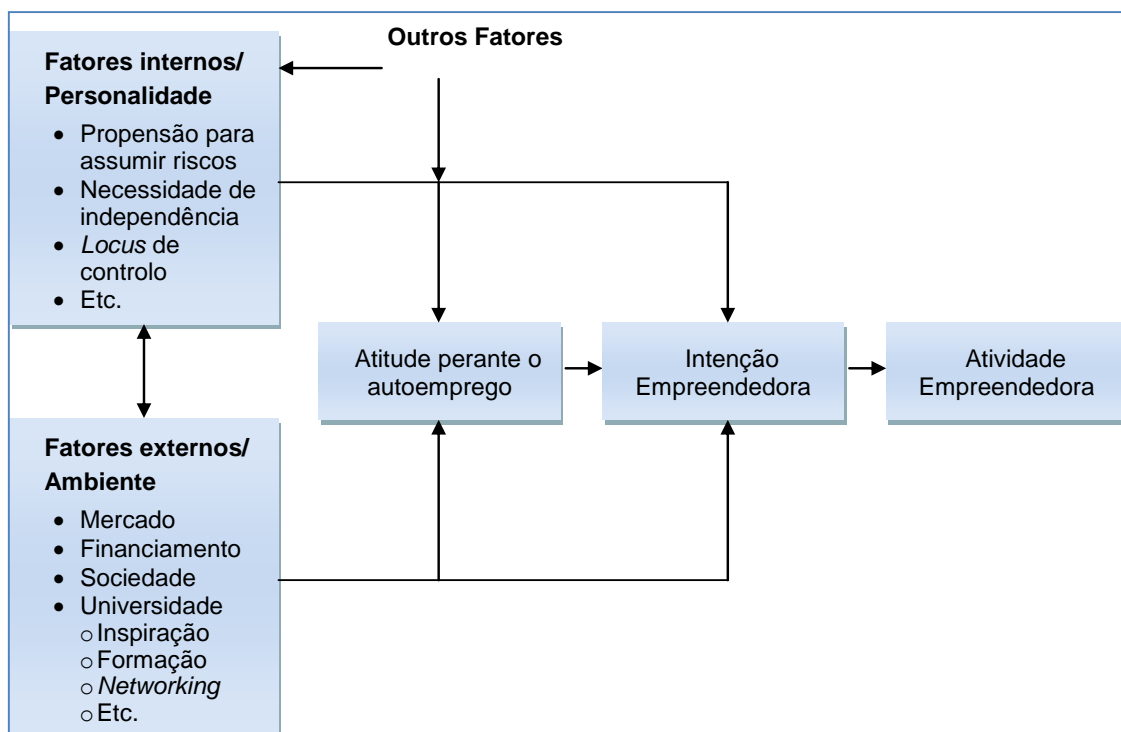 Outros Fatores
Fatores internos/
Personalidade
• Propensão para
assumir riscos
• Necessidade de
independência
• Locus de
controlo
• Etc.
Atitude perante o
autoemprego
Intenção
Empreendedora
Atividade
Empreendedora
Fatores externos/
Ambiente
• Mercado
• Financiamento
• Sociedade
• Universidade
o Inspiração
o Formação
o Networking
o Etc.